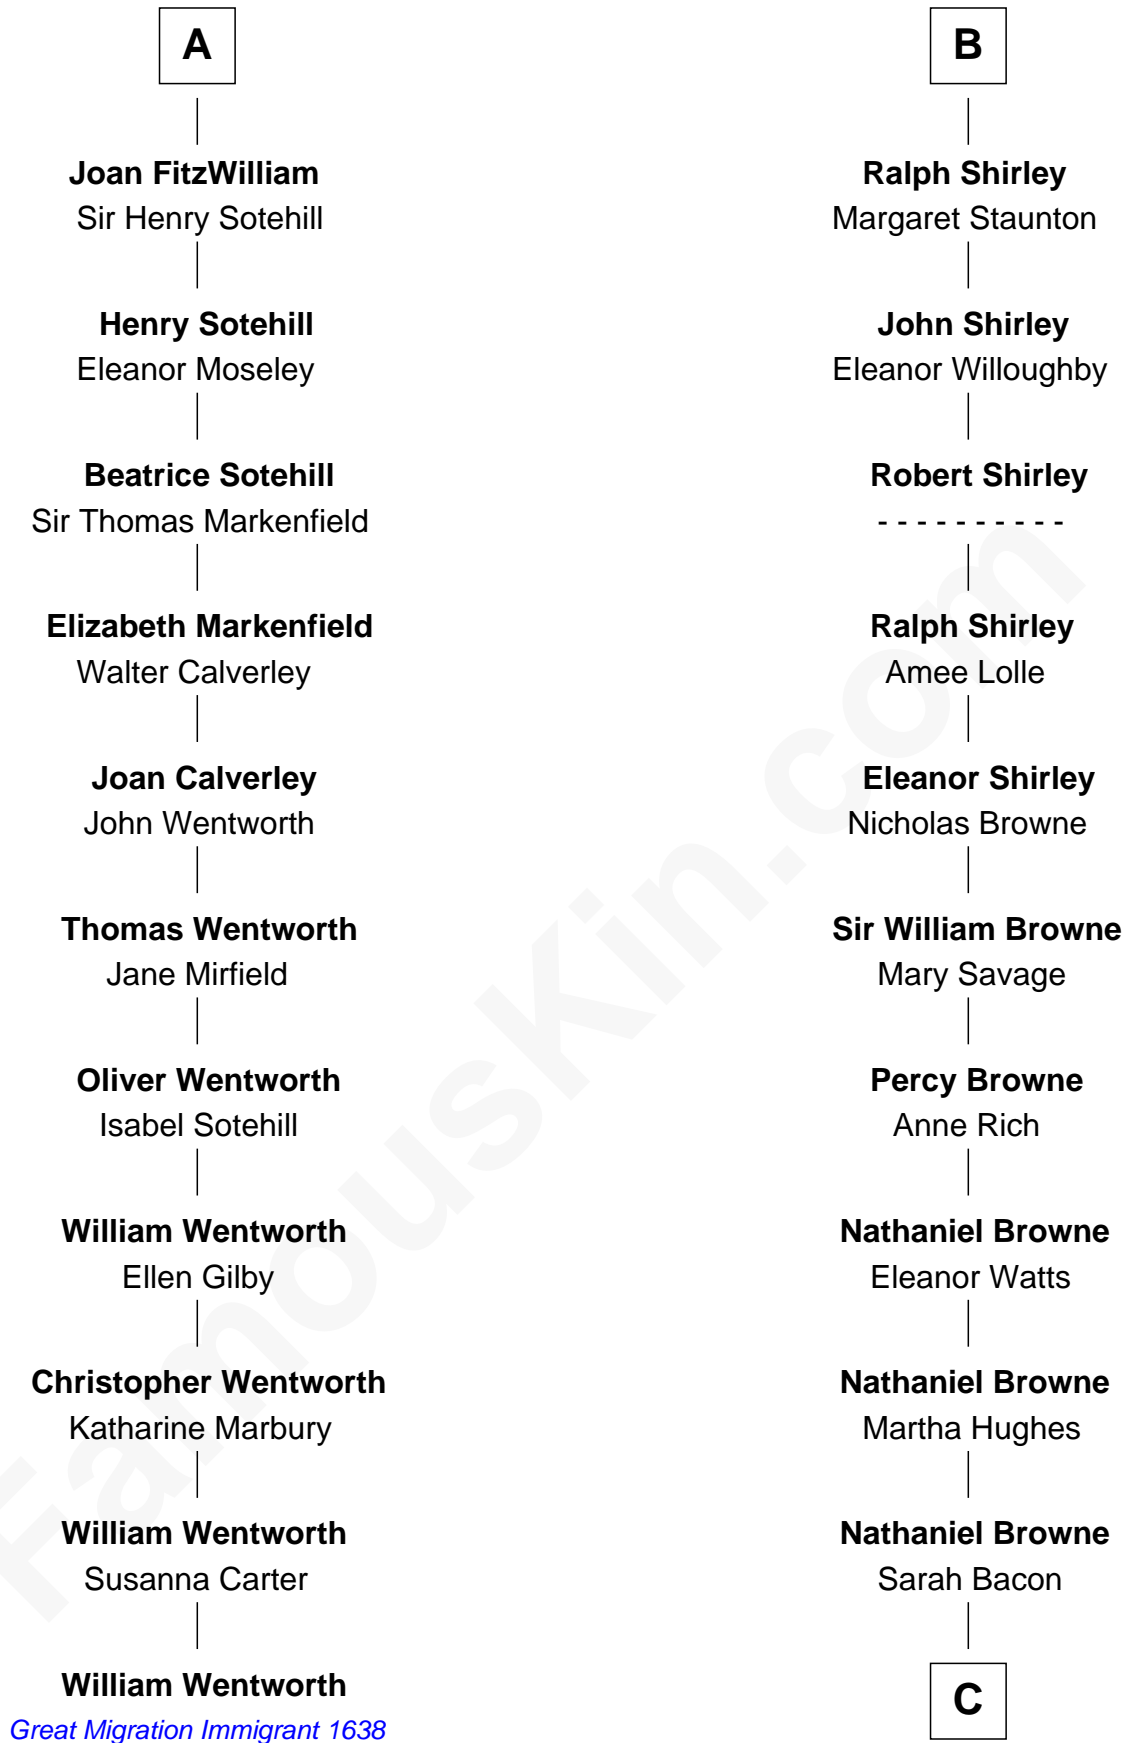 A
Joan FitzWilliam
Sir Henry Sotehill
Henry Sotehill
Eleanor Moseley
Beatrice Sotehill
Sir Thomas Markenfield
Elizabeth Markenfield
Walter Calverley
Joan Calverley
John Wentworth
Thomas Wentworth
Jane Mirfield
Oliver Wentworth
Isabel Sotehill
William Wentworth
Ellen Gilby
Christopher Wentworth
Katharine Marbury
William Wentworth
Susanna Carter
William Wentworth
Great Migration Immigrant 1638
B
Ralph Shirley
Margaret Staunton
John Shirley
Eleanor Willoughby
Robert Shirley
- - - - - - - - - -
Ralph Shirley
Amee Lolle
Eleanor Shirley
Nicholas Browne
Sir William Browne
Mary Savage
Percy Browne
Anne Rich
Nathaniel Browne
Eleanor Watts
Nathaniel Browne
Martha Hughes
Nathaniel Browne
Sarah Bacon
C
FamousKin.com